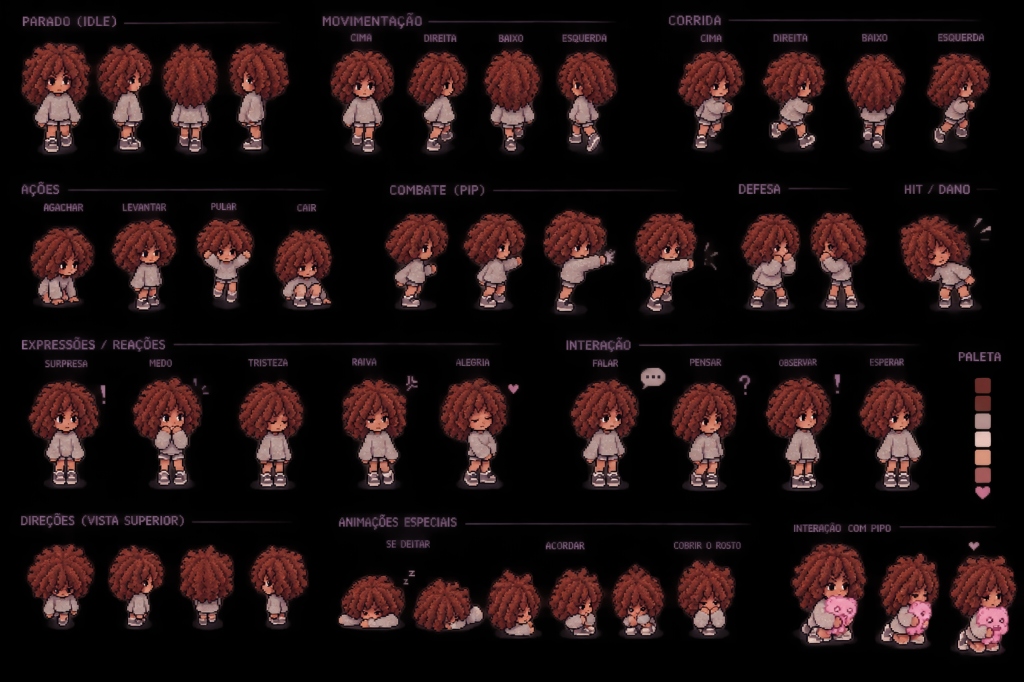 PARADO (IDLE)
MOVIMENTAÇÃO
CORRIDA
CIMA
DIREITA
BAIXO
ESQUERDA
CIMA
DIREITA
BAIXO
ESQUERDA
AÇÕES
COMBATE (PIP)
DEFESA
HIT / DANO
AGACHAR
LEVANTAR
PULAR
CAIR
EXPRESSÕES / REAÇÕES
INTERAÇÃO
PALETA
SURPRESA
MEDO
TRISTEZA
RAIVA
ALEGRIA
FALAR
PENSAR
OBSERVAR
ESPERAR
!
?
!
DIREÇÕES (VISTA SUPERIOR)
ANIMAÇÕES ESPECIAIS
INTERAÇÃO COM PIPO
SE DEITAR
ACORDAR
COBRIR O ROSTO
z z